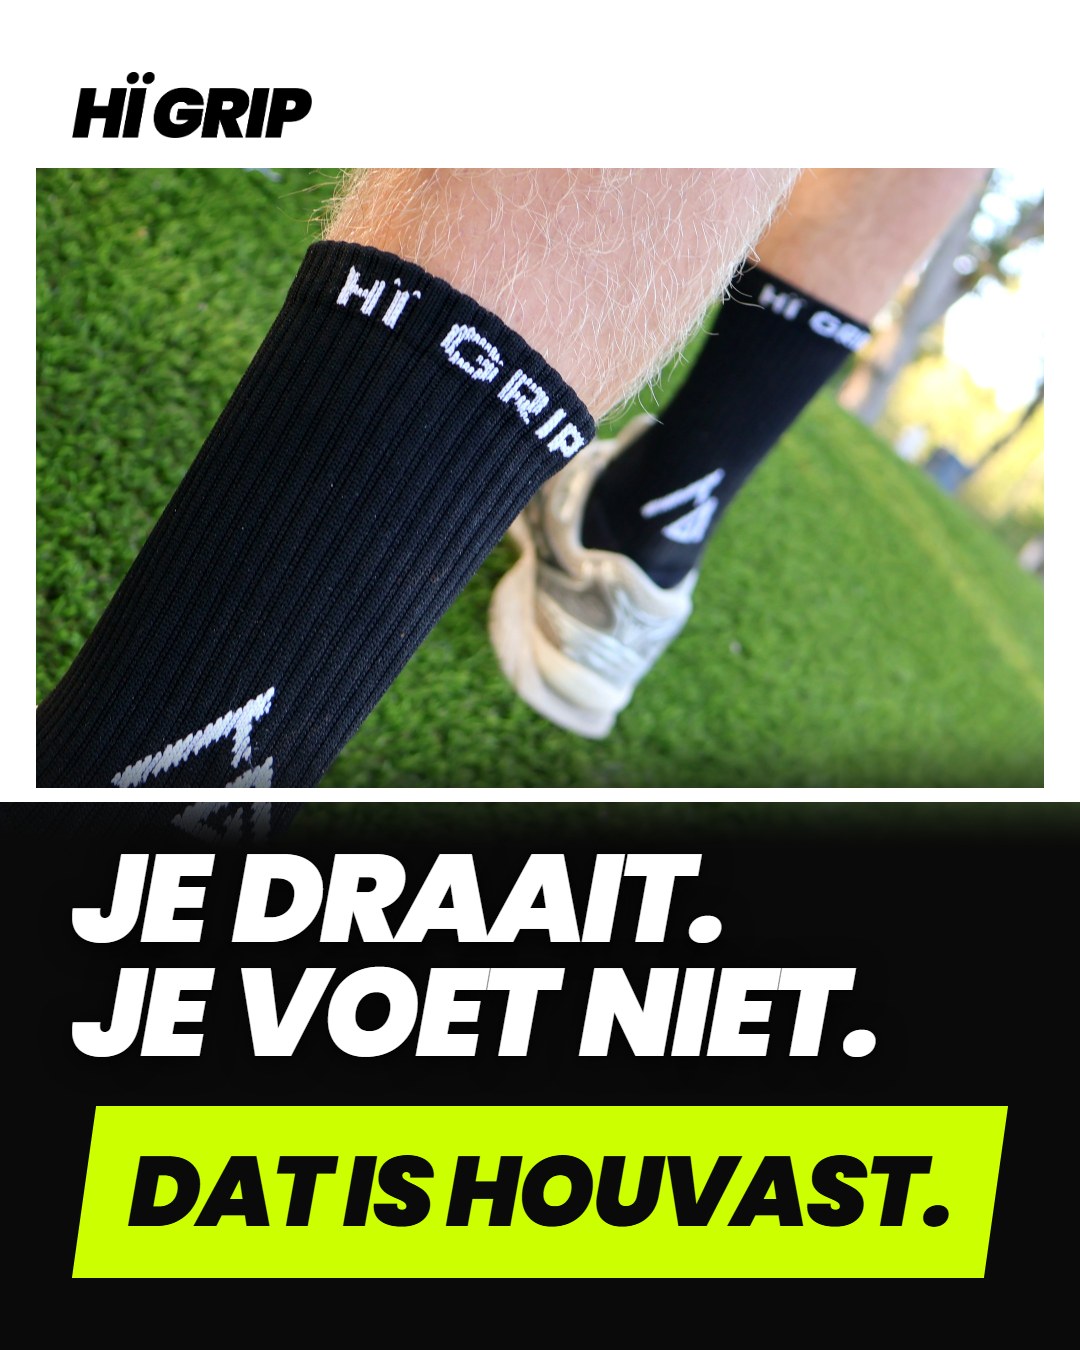 HÏ GRIP
HÏ GRIP
HÏ GRIP
JE DRAAIT.
JE VOET NIET.
DAT IS HOUVAST.